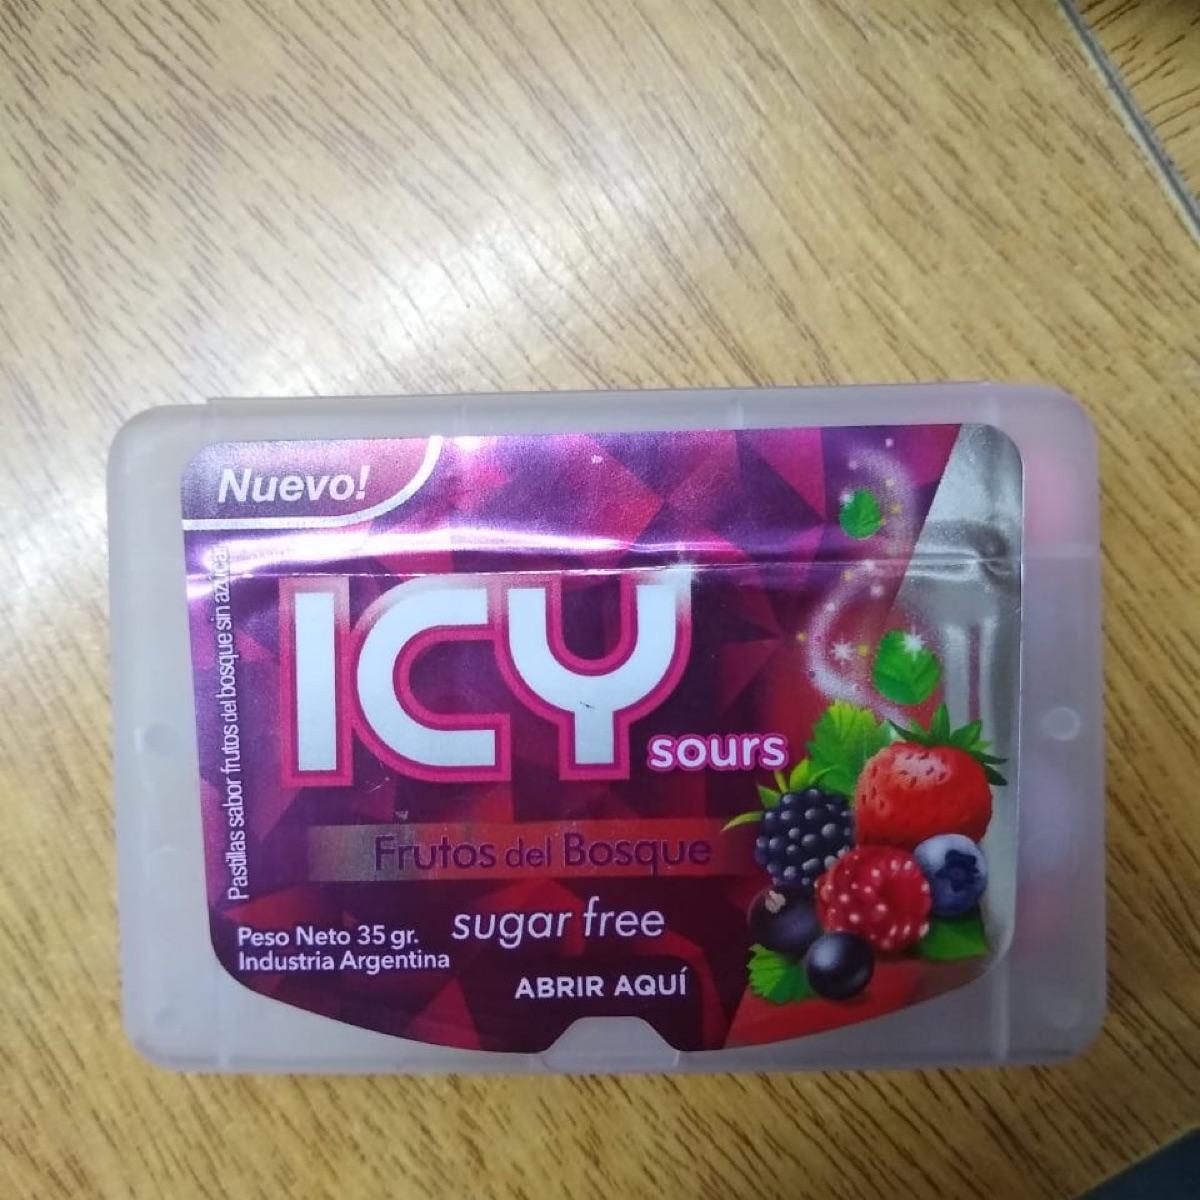 Nuevo!
Pastillas sabor frutos del bosque sin azúcar
ICY
sours
Frutos del Bosque
sugar free
Peso Neto 35 gr.
Industria Argentina
ABRIR AQUÍ